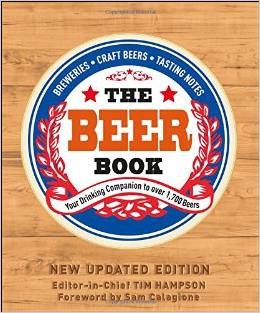 BREWERIES • CRAFT BEERS • TASTING NOTES
THE
BEER
BOOK
Your Drinking Companion to over 1,700 Beers
NEW UPDATED EDITION
Editor-in-Chief TIM HAMPSON
Foreword by Sam Calagione